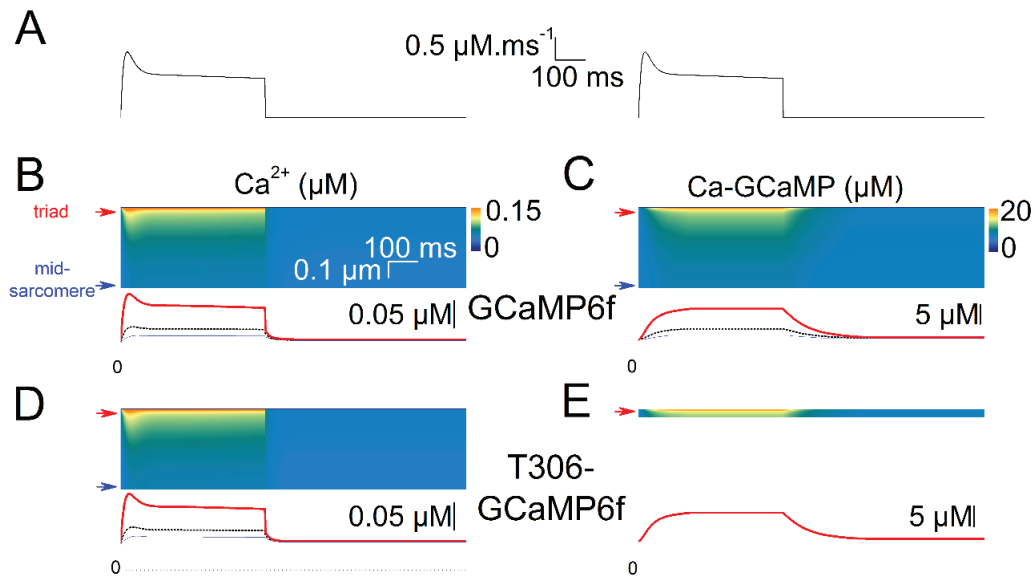 A
0.5 µM.ms-1
100 ms
B
Ca2+ (µM)
C
Ca-GCaMP (µM)
triad
0.15
0
20
0
100 ms
0.1 µm
mid-
sarcomere
0.05 µM
GCaMP6f
5 µM
0
0
D
E
T306-
GCaMP6f
0.05 µM
5 µM
0
0